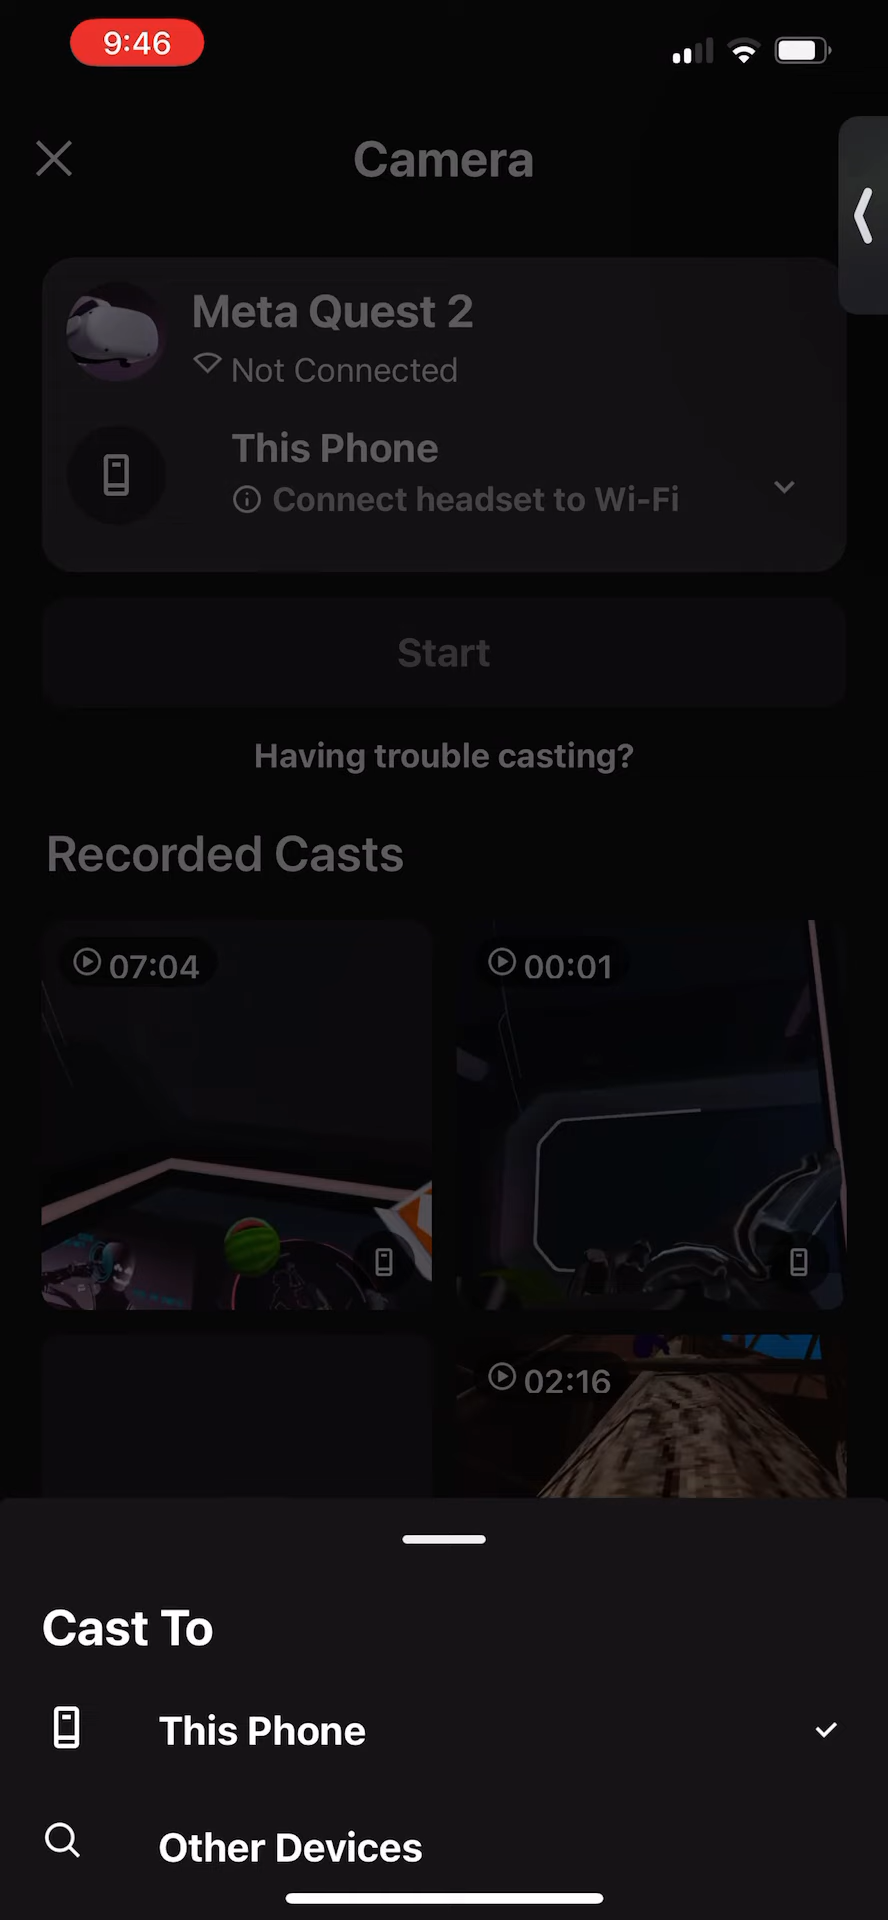 9:46
Camera
Meta Quest 2
Not Connected
This Phone
Connect headset to Wi-Fi
Start
Having trouble casting?
Recorded Casts
07:04
00:01
02:16
Cast To
This Phone
Other Devices